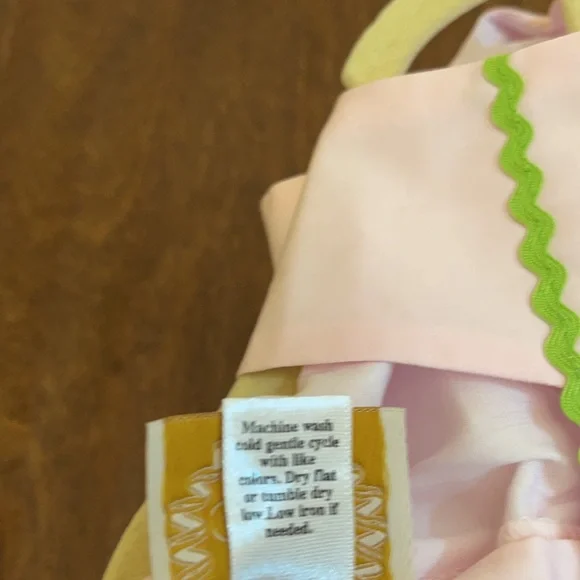 Machine wash
cold gentle cycle
with like
colors. Dry flat
or tumble dry
low.Low iron if
needed.